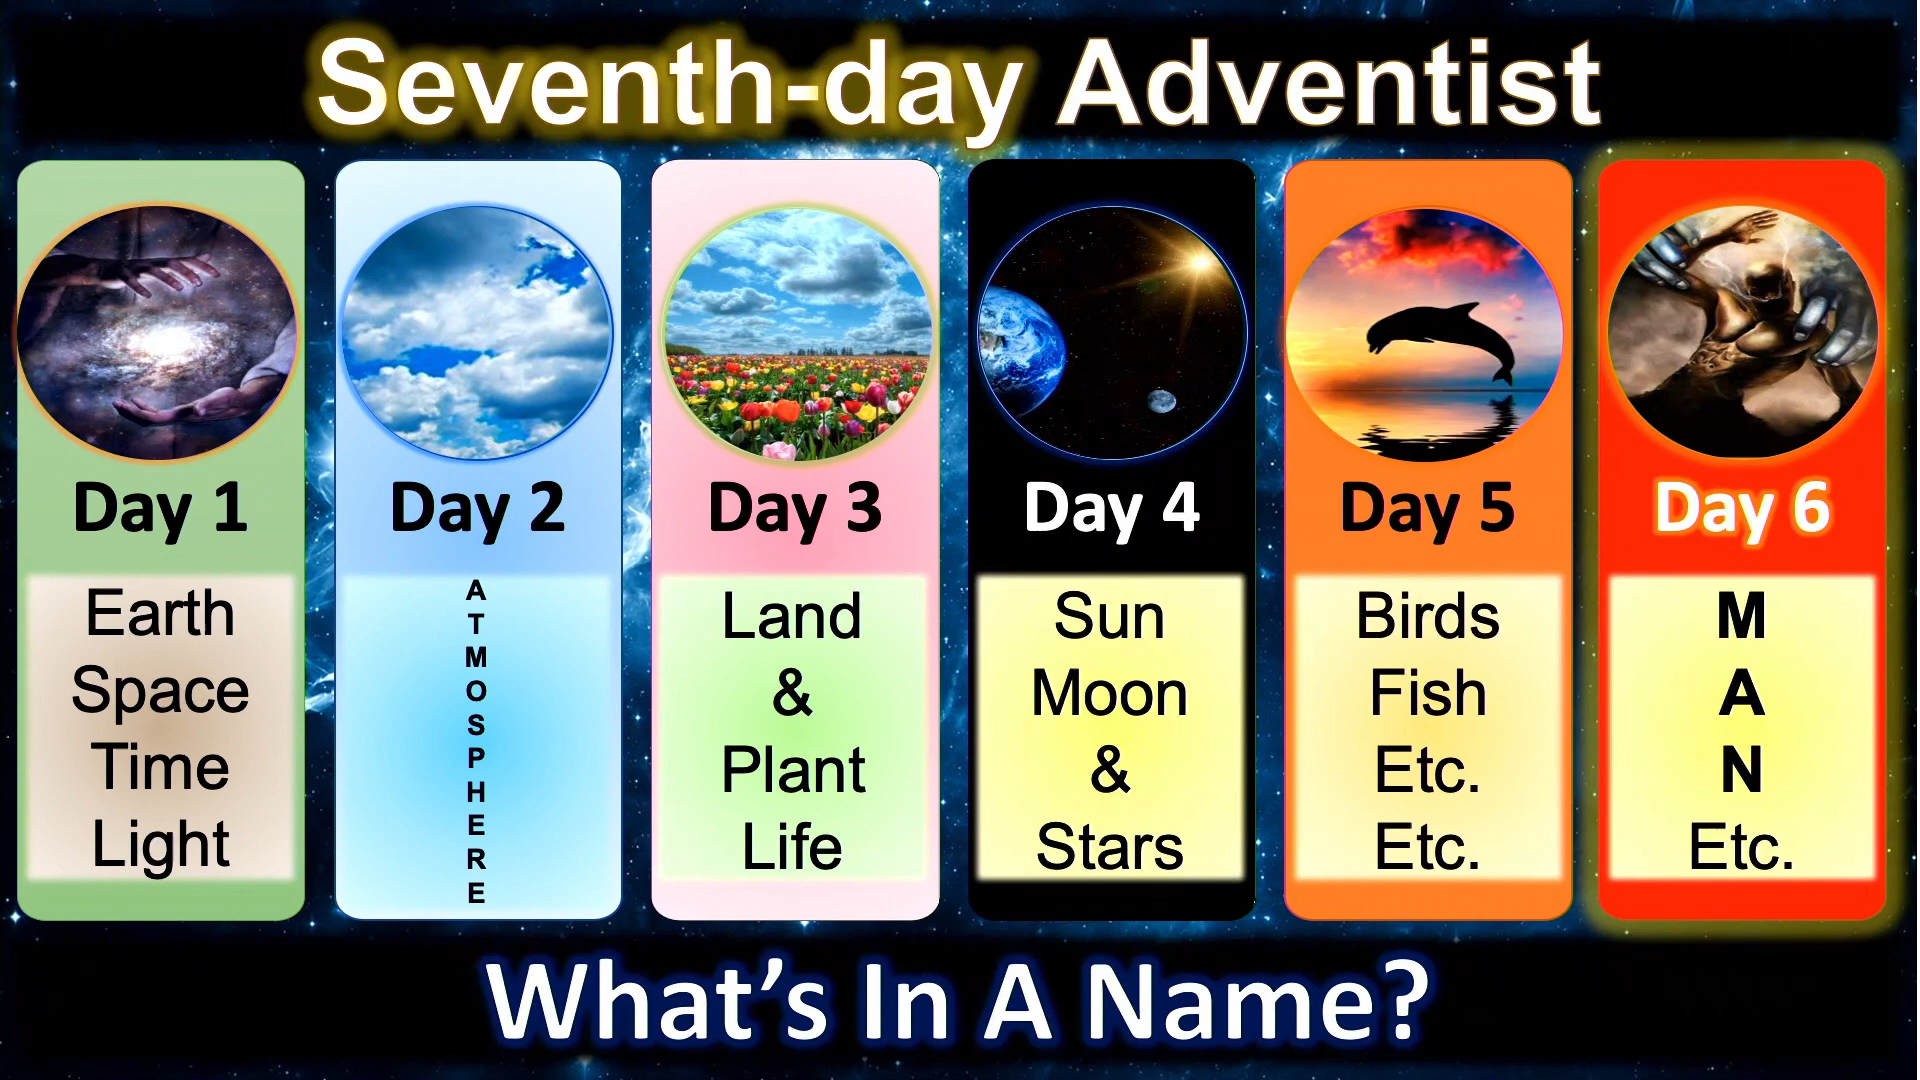 Seventh-day Adventist
Day 1
Earth
Space
Time
Light
Day 2
A
T
M
O
S
P
H
E
R
E
Day 3
Land
&
Plant
Life
Day 4
Sun
Moon
&
Stars
Day 5
Birds
Fish
Etc.
Etc.
Day 6
M
A
N
Etc.
What's In A Name?